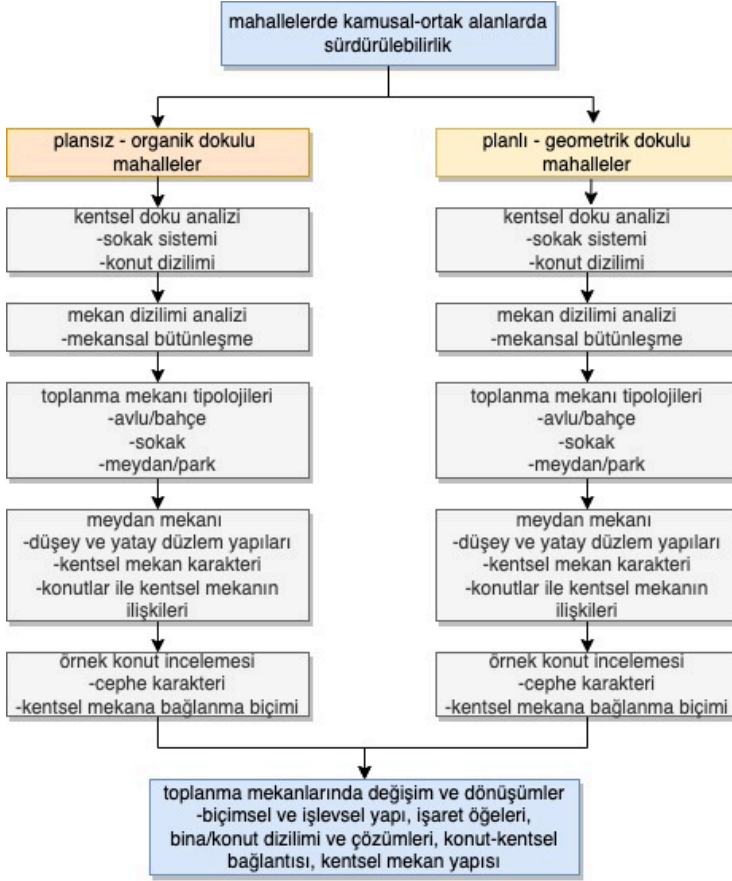 mahallelerde kamusal-ortak alanlarda
sürdürülebilirlik
plansız - organik dokulu
mahalleler
kentsel doku analizi
-sokak sistemi
-konut dizilimi
mekan dizilimi analizi
-mekansal bütünleşme
toplanma mekanı tipolojileri
-avlu/bahçe
-sokak
-meydan/park
meydan mekanı
-düşey ve yatay düzlem yapıları
-kentsel mekan karakteri
-konutlar ile kentsel mekanın
ilişkileri
örnek konut incelemesi
-cephe karakteri
-kentsel mekana bağlanma biçimi
planlı - geometrik dokulu
mahalleler
kentsel doku analizi
-sokak sistemi
-konut dizilimi
mekan dizilimi analizi
-mekansal bütünleşme
toplanma mekanı tipolojileri
-avlu/bahçe
-sokak
-meydan/park
meydan mekanı
-düşey ve yatay düzlem yapıları
-kentsel mekan karakteri
-konutlar ile kentsel mekanın
ilişkileri
örnek konut incelemesi
-cephe karakteri
-kentsel mekana bağlanma biçimi
toplanma mekanlarında değişim ve dönüşümler
-biçimsel ve işlevsel yapı, işaret öğeleri,
bina/konut dizilimi ve çözümleri, konut-kentsel
bağlantısı, kentsel mekan yapısı